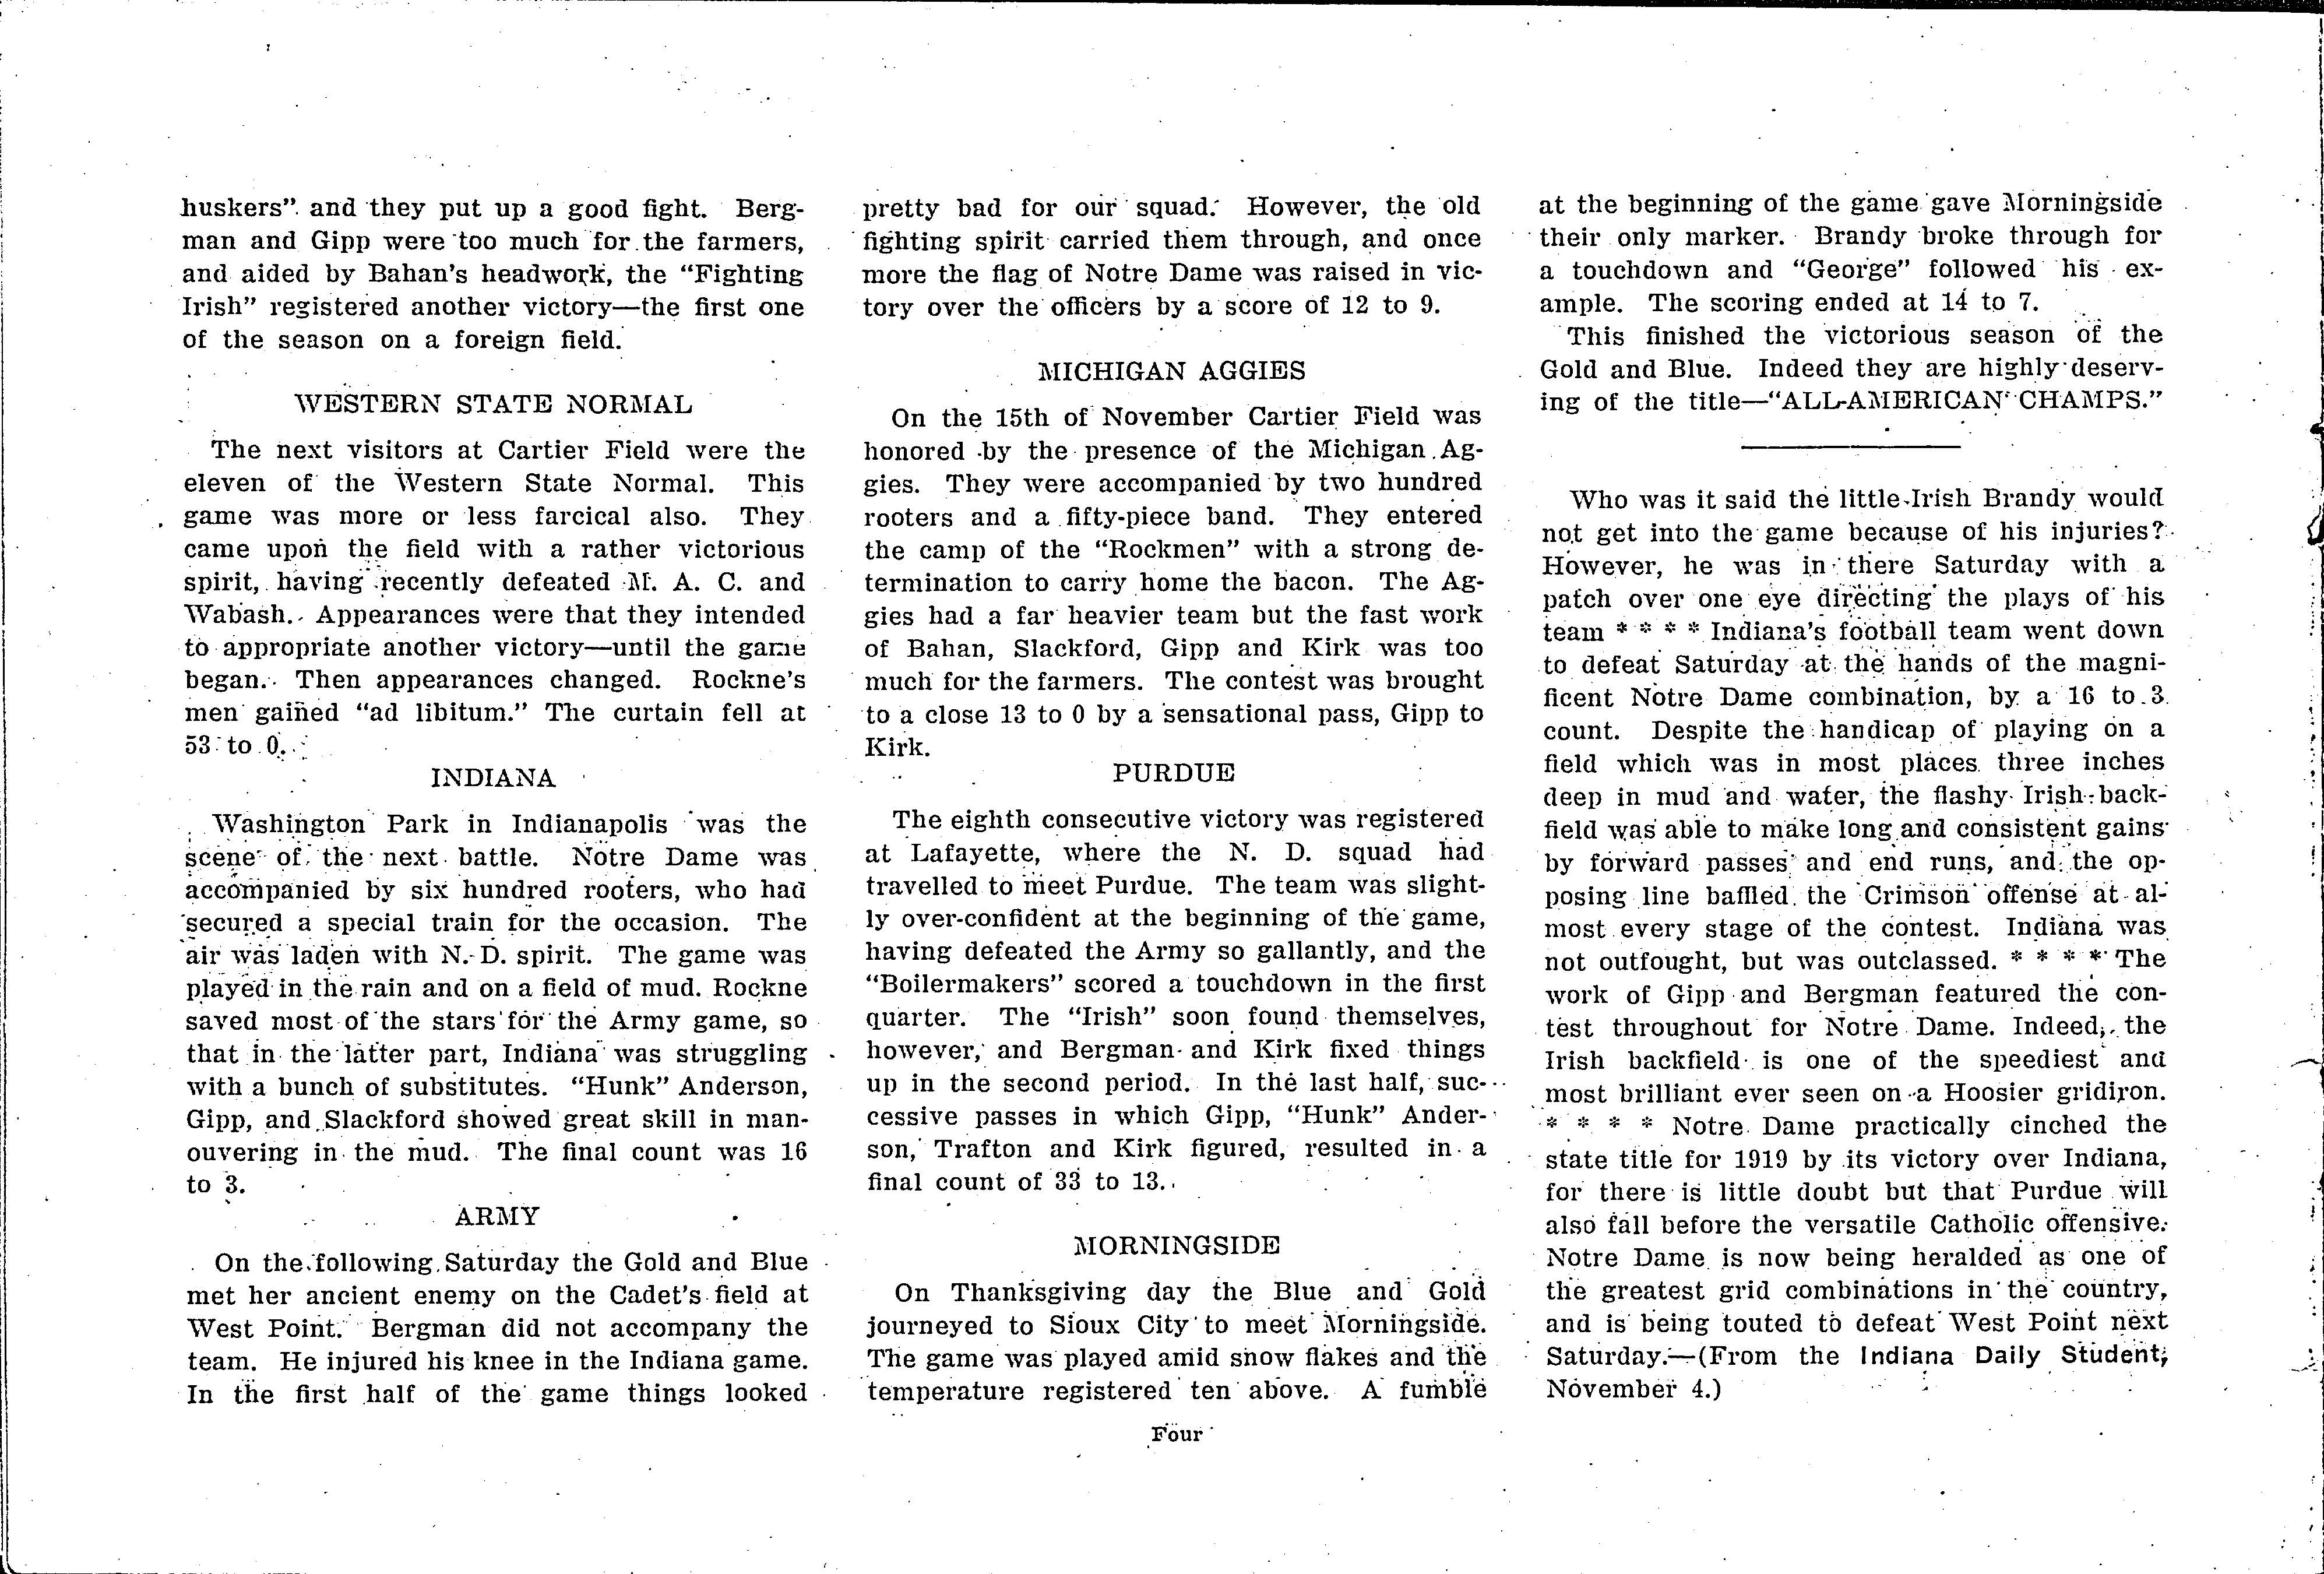 huskers” and they put up a good fight. Berg-
man and Gipp were too much for the farmers,
and aided by Bahan's headwork, the “Fighting
Irish” registered another victory—the first one
of the season on a foreign field.
WESTERN STATE NORMAL
The next visitors at Cartier Field were the
eleven of the Western State Normal. This
game was more or less farcical also. They
came upon the field with a rather victorious
spirit, having recently defeated M. A. C. and
Wabash. Appearances were that they intended
to appropriate another victory—until the game
began. Then appearances changed. Rockne's
men gained “ad libitum.” The curtain fell at
53 to 0.
INDIANA
Washington Park in Indianapolis was the
scene of the next battle. Notre Dame was
accompanied by six hundred rooters, who had
secured a special train for the occasion. The
air was laden with N. D. spirit. The game was
played in the rain and on a field of mud. Rockne
saved most of the stars for the Army game, so
that in the latter part, Indiana was struggling
with a bunch of substitutes. “Hunk” Anderson,
Gipp, and Slackford showed great skill in man-
ouvering in the mud. The final count was 16
to 3.
ARMY
On the following Saturday the Gold and Blue
met her ancient enemy on the Cadet's field at
West Point. Bergman did not accompany the
team. He injured his knee in the Indiana game.
In the first half of the game things looked
pretty bad for our squad. However, the old
fighting spirit carried them through, and once
more the flag of Notre Dame was raised in vic-
tory over the officers by a score of 12 to 9.
MICHIGAN AGGIES
On the 15th of November Cartier Field was
honored by the presence of the Michigan Ag-
gies. They were accompanied by two hundred
rooters and a fifty-piece band. They entered
the camp of the “Rockmen” with a strong de-
termination to carry home the bacon. The Ag-
gies had a far heavier team but the fast work
of Bahan, Slackford, Gipp and Kirk was too
much for the farmers. The contest was brought
to a close 13 to 0 by a sensational pass, Gipp to
Kirk.
PURDUE
The eighth consecutive victory was registered
at Lafayette, where the N. D. squad had
travelled to meet Purdue. The team was slight-
ly over-confident at the beginning of the game,
having defeated the Army so gallantly, and the
“Boilermakers” scored a touchdown in the first
quarter. The “Irish” soon found themselves,
however, and Bergman and Kirk fixed things
up in the second period. In the last half, suc-
cessive passes in which Gipp, “Hunk” Ander-
son, Trafton and Kirk figured, resulted in a
final count of 33 to 13.
MORNINGSIDE
On Thanksgiving day the Blue and Gold
journeyed to Sioux City to meet Morningside.
The game was played amid snow flakes and the
temperature registered ten above. A fumble
at the beginning of the game gave Morningside
their only marker. Brandy broke through for
a touchdown and “George” followed his ex-
ample. The scoring ended at 14 to 7.
This finished the victorious season of the
Gold and Blue. Indeed they are highly deserv-
ing of the title—“ALL-AMERICAN CHAMPS.”
Who was it said the little Irish Brandy would
not get into the game because of his injuries?
However, he was in there Saturday with a
patch over one eye directing the plays of his
team * * * * Indiana's football team went down
to defeat Saturday at the hands of the magni-
ficent Notre Dame combination, by a 16 to 3
count. Despite the handicap of playing on a
field which was in most places three inches
deep in mud and water, the flashy Irish back-
field was able to make long and consistent gains
by forward passes and end runs, and the op-
posing line baffled the Crimson offense at al-
most every stage of the contest. Indiana was
not outfought, but was outclassed. * * * * The
work of Gipp and Bergman featured the con-
test throughout for Notre Dame. Indeed, the
Irish backfield is one of the speediest and
most brilliant ever seen on a Hoosier gridiron.
* * * * Notre Dame practically cinched the
state title for 1919 by its victory over Indiana,
for there is little doubt but that Purdue will
also fall before the versatile Catholic offensive.
Notre Dame is now being heralded as one of
the greatest grid combinations in the country,
and is being touted to defeat West Point next
Saturday.—(From the Indiana Daily Student,
November 4.)
Four